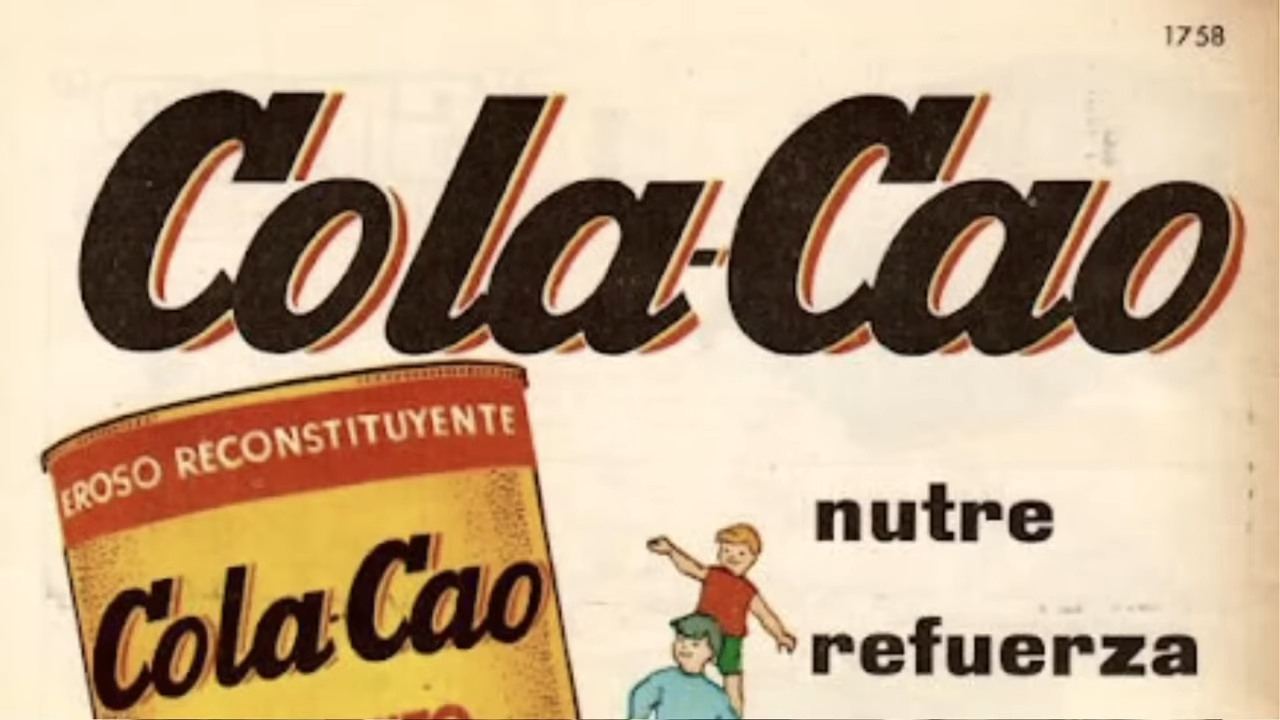 1758
Cola-Cao
EROSO RECONSTITUYENTE
Cola-Cao
nutre
refuerza